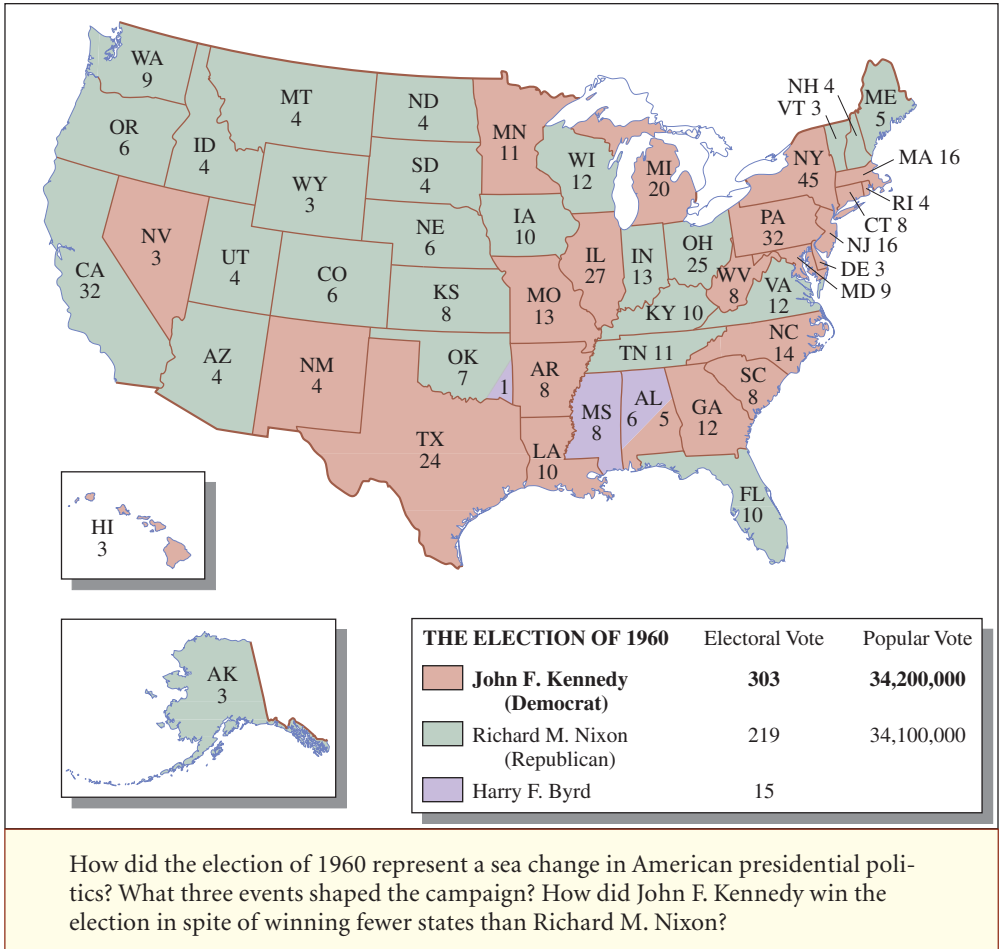 WA
9
MT
4
ND
4
MN
11
NH 4
VT 3
ME
5
OR
6
ID
4
SD
4
WI
12
MI
20
NY
45
MA 16
WY
3
RI 4
CT 8
NE
6
IA
10
PA
32
NJ 16
NV
3
UT
4
CO
6
IL
27
IN
13
OH
25
WV
8
DE 3
MD 9
CA
32
KS
8
MO
13
VA
12
KY 10
NC
14
AZ
4
NM
4
OK
7
1
AR
8
TN 11
SC
8
MS
8
AL
6
5
GA
12
TX
24
LA
10
FL
10
HI
3
AK
3
THE ELECTION OF 1960 Electoral Vote Popular Vote
John F. Kennedy 303 34,200,000
(Democrat)
Richard M. Nixon 219 34,100,000
(Republican)
Harry F. Byrd 15
How did the election of 1960 represent a sea change in American presidential poli-
tics? What three events shaped the campaign? How did John F. Kennedy win the
election in spite of winning fewer states than Richard M. Nixon?